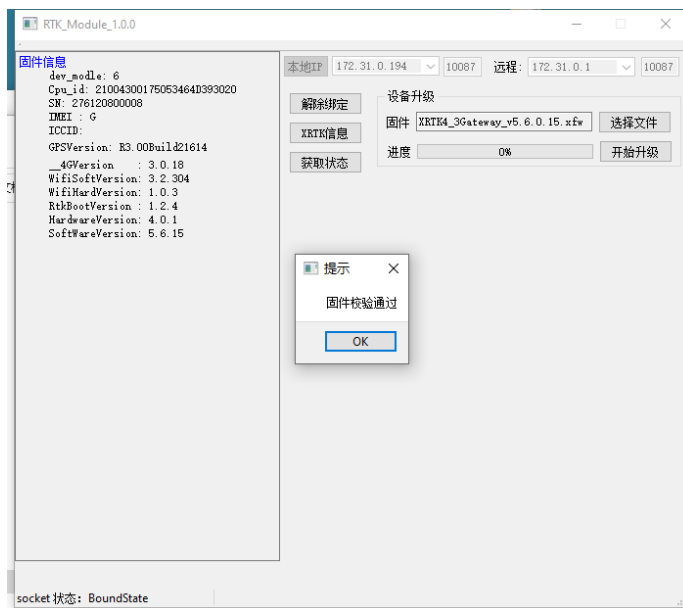 RTK_Module_1.0.0
固件信息
dev_modle: 6
Cpu_id: 21004300175053464D393020
SN: 276120800008
IMEI : G
ICCID:
GPSVersion: R3.00Build21614
__4GVersion : 3.0.18
WifiSoftVersion: 3.2.304
WifiHardVersion: 1.0.3
RtkBootVersion : 1.2.4
HardwareVersion: 4.0.1
SoftWareVersion: 5.6.15
本地IP 172.31.0.194 10087 远程: 172.31.0.1 10087
解除绑定
XRTK信息
获取状态
设备升级
固件 XRTK4_3Gateway_v5.6.0.15.xfw 选择文件
进度 0% 开始升级
提示
固件校验通过
OK
socket 状态: BoundState